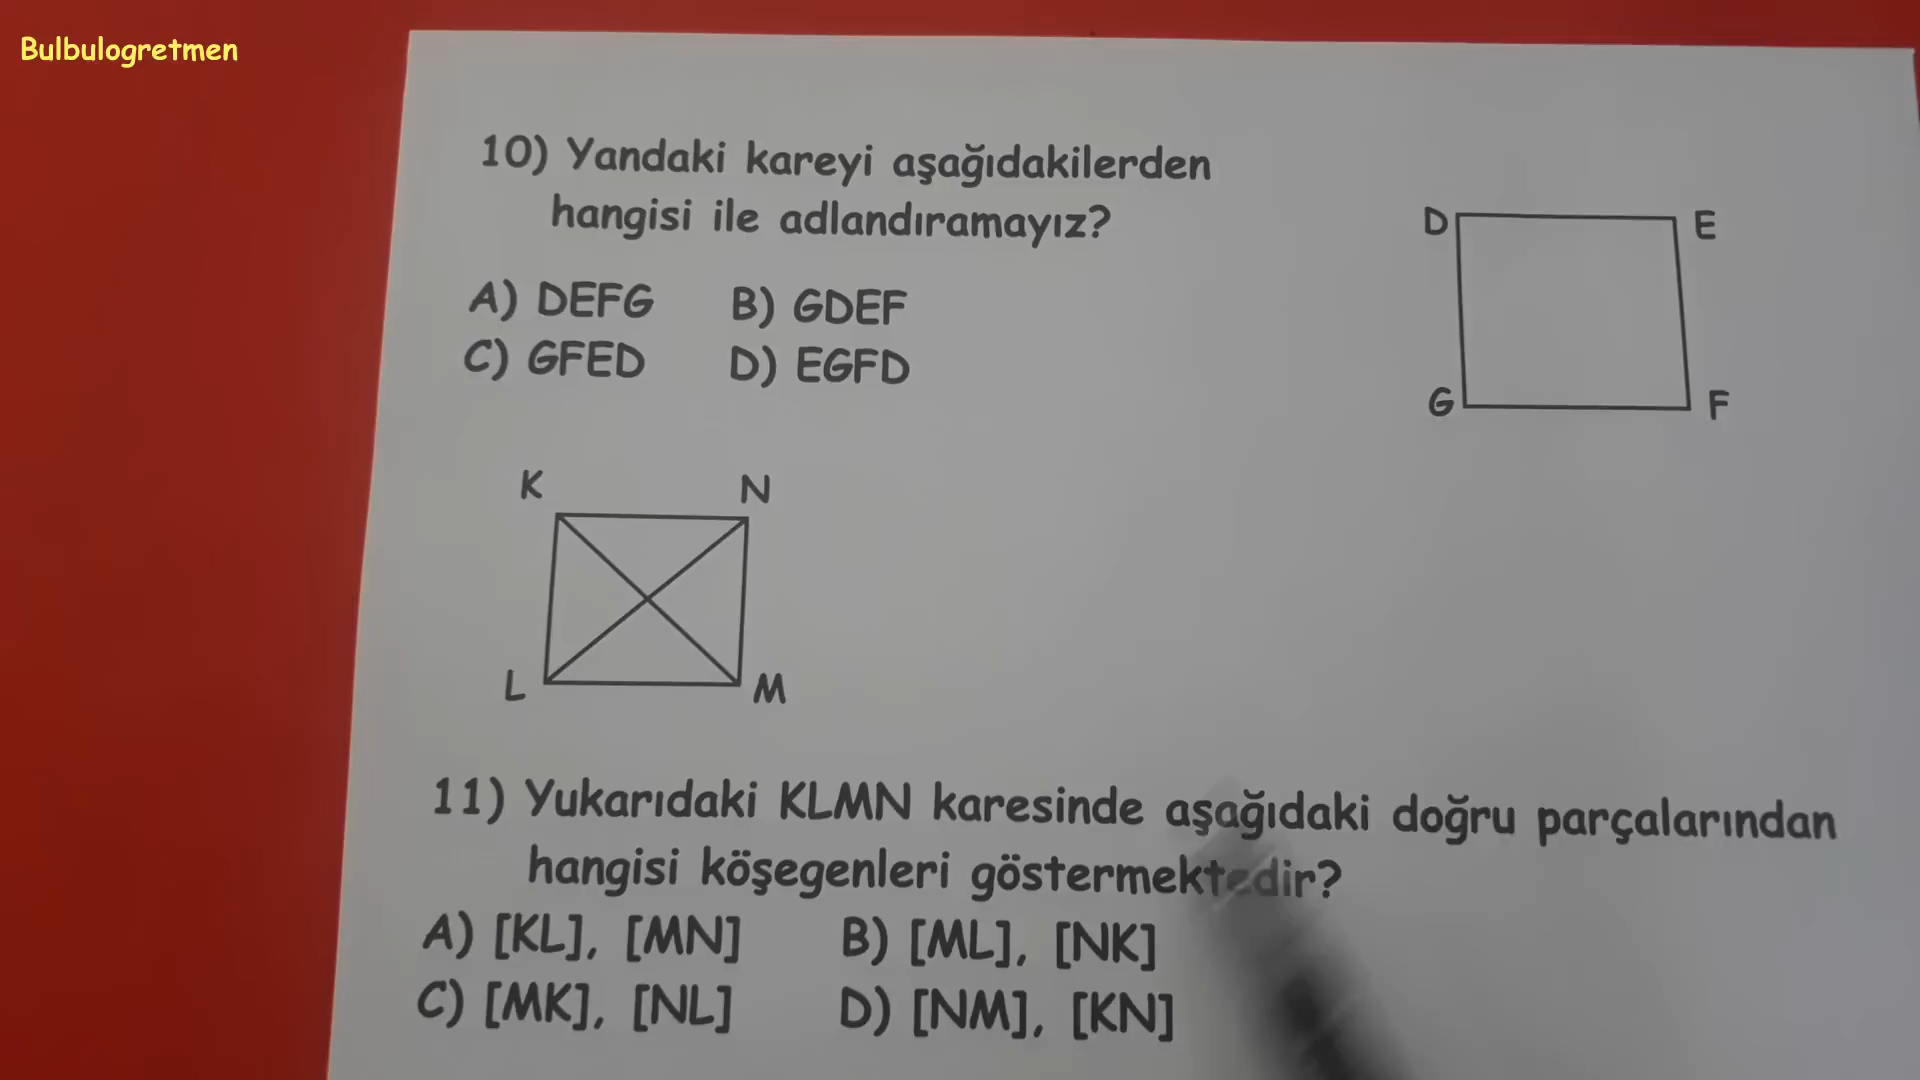 Bulbulogretmen
10) Yandaki kareyi aşağıdakilerden
hangisi ile adlandıramayız?
A) DEFG B) GDEF
C) GFED D) EGFD
D E
G F
K N
L M
11) Yukarıdaki KLMN karesinde aşağıdaki doğru parçalarından
hangisi köşegenleri göstermektedir?
A) [KL], [MN] B) [ML], [NK]
C) [MK], [NL] D) [NM], [KN]